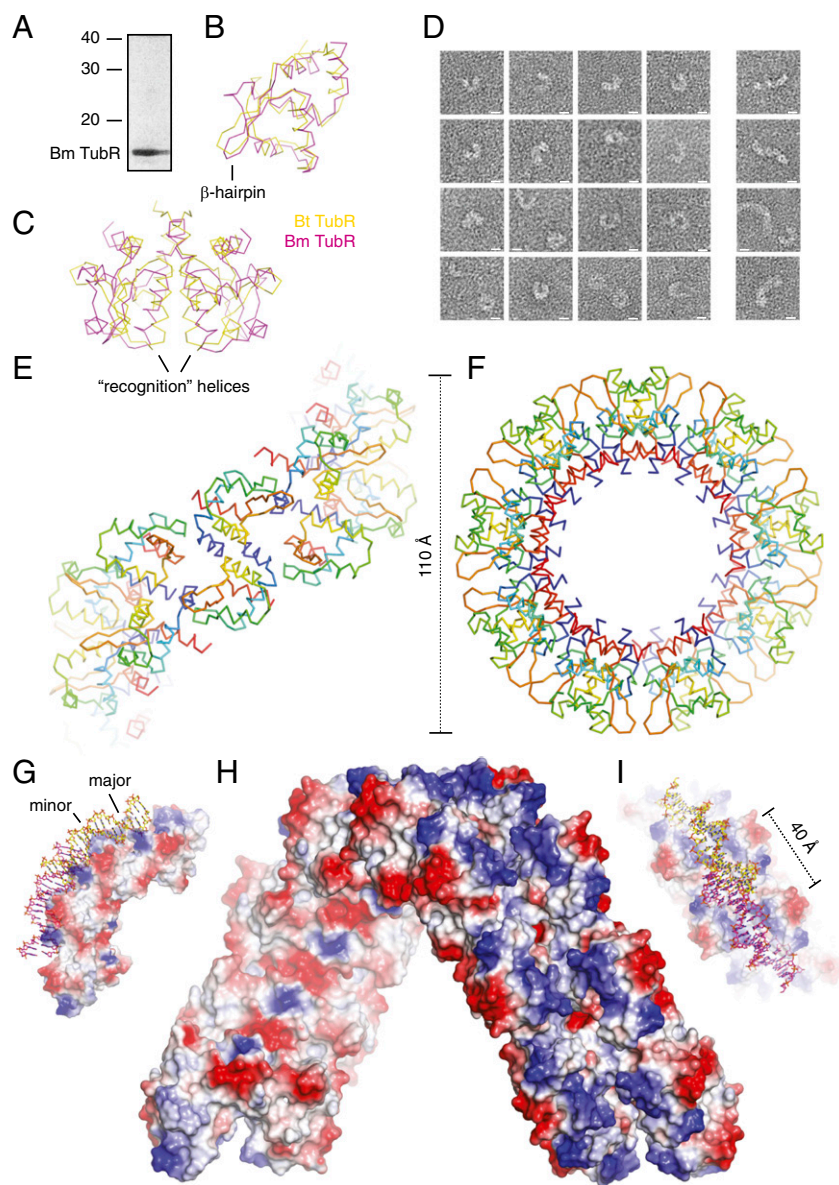 A
40
30
20
Bm TubR
B
β-hairpin
C
Bt TubR
Bm TubR
"recognition" helices
D
E
110 Å
F
G
minor
major
H
I
40 Å